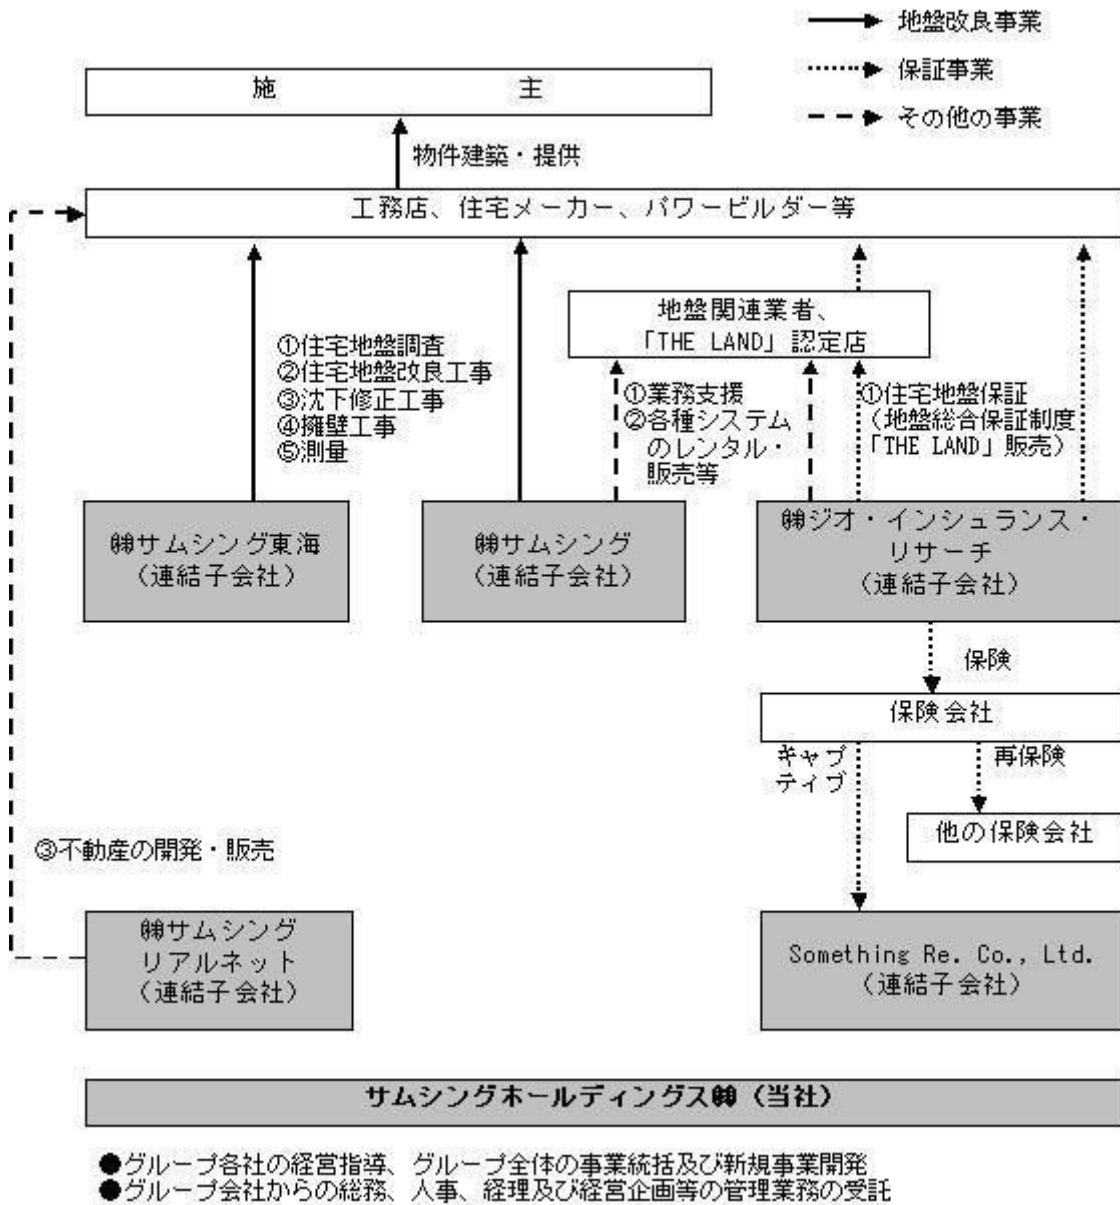 地盤改良事業
保証事業
その他の事業
施　主
物件建築・提供
工務店、住宅メーカー、パワービルダー等
地盤関連業者、
「THE LAND」認定店
①住宅地盤調査
②住宅地盤改良工事
③沈下修正工事
④擁壁工事
⑤測量
①業務支援
②各種システム
のレンタル・
販売等
①住宅地盤保証
(地盤総合保証制度
「THE LAND」販売)
㈱サムシング東海
(連結子会社)
㈱サムシング
(連結子会社)
㈱ジオ・インシュランス・
リサーチ
(連結子会社)
保険
保険会社
キャプ
ティブ
再保険
他の保険会社
③不動産の開発・販売
㈱サムシング
リアルネット
(連結子会社)
Something Re. Co., Ltd.
(連結子会社)
サムシングホールディングス㈱(当社)
●グループ各社の経営指導、グループ全体の事業統括及び新規事業開発
●グループ会社からの総務、人事、経理及び経営企画等の管理業務の受託